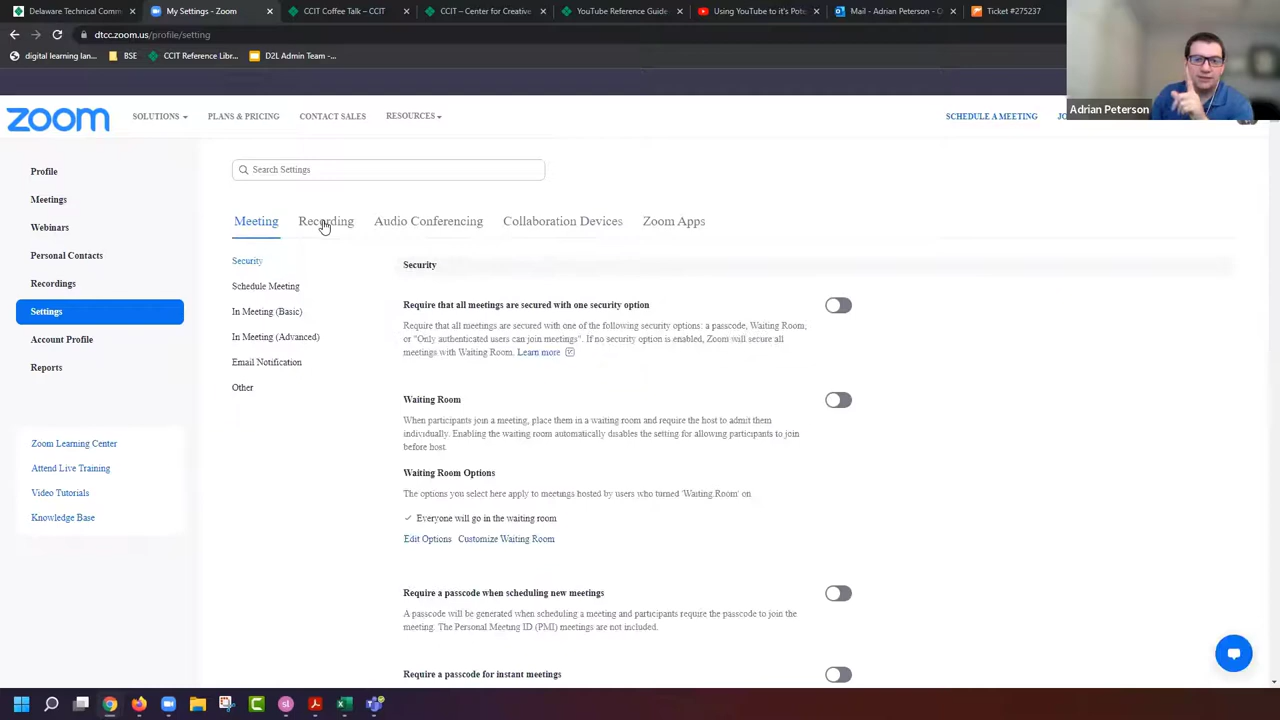 Delaware Technical Comm
My Settings - Zoom
CCIT Coffee Talk – CCIT
CCIT – Center for Creative
YouTube Reference Guide
Using YouTube to it's Pote
Mail - Adrian Peterson - O
Ticket #275237
dtcc.zoom.us/profile/setting
digital learning lan...
BSE
CCIT Reference Librar...
D2L Admin Team -...
Adrian Peterson
zoom
SOLUTIONS
PLANS & PRICING
CONTACT SALES
RESOURCES
SCHEDULE A MEETING
Profile
Meetings
Webinars
Personal Contacts
Recordings
Settings
Account Profile
Reports
Zoom Learning Center
Attend Live Training
Video Tutorials
Knowledge Base
Search Settings
Meeting
Recording
Audio Conferencing
Collaboration Devices
Zoom Apps
Security
Schedule Meeting
In Meeting (Basic)
In Meeting (Advanced)
Email Notification
Other
Security
Require that all meetings are secured with one security option
Require that all meetings are secured with one of the following security options: a passcode, Waiting Room,
or "Only authenticated users can join meetings". If no security option is enabled, Zoom will secure all
meetings with Waiting Room. Learn more
Waiting Room
When participants join a meeting, place them in a waiting room and require the host to admit them
individually. Enabling the waiting room automatically disables the setting for allowing participants to join
before host.
Waiting Room Options
The options you select here apply to meetings hosted by users who turned 'Waiting Room' on
Everyone will go in the waiting room
Edit Options Customize Waiting Room
Require a passcode when scheduling new meetings
A passcode will be generated when scheduling a meeting and participants require the passcode to join the
meeting. The Personal Meeting ID (PMI) meetings are not included.
Require a passcode for instant meetings